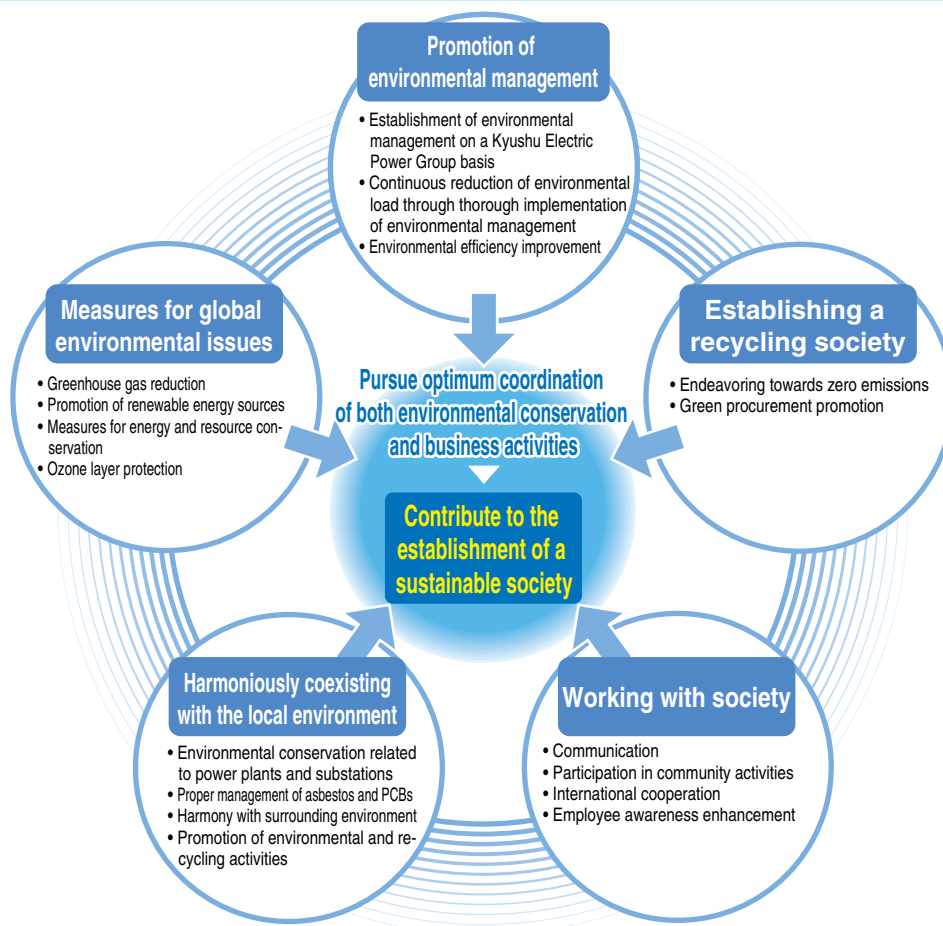 Promotion of
environmental management
• Establishment of environmental
management on a Kyushu Electric
Power Group basis
• Continuous reduction of environmental
load through thorough implementation
of environmental management
• Environmental efficiency improvement
Measures for global
environmental issues
• Greenhouse gas reduction
• Promotion of renewable energy sources
• Measures for energy and resource con-
servation
• Ozone layer protection
Establishing a
recycling society
• Endeavoring towards zero emissions
• Green procurement promotion
Pursue optimum coordination
of both environmental conservation
and business activities
Contribute to the
establishment of a
sustainable society
Harmoniously coexisting
with the local environment
• Environmental conservation related
to power plants and substations
• Proper management of asbestos and PCBs
• Harmony with surrounding environment
• Promotion of environmental and re-
cycling activities
Working with society
• Communication
• Participation in community activities
• International cooperation
• Employee awareness enhancement